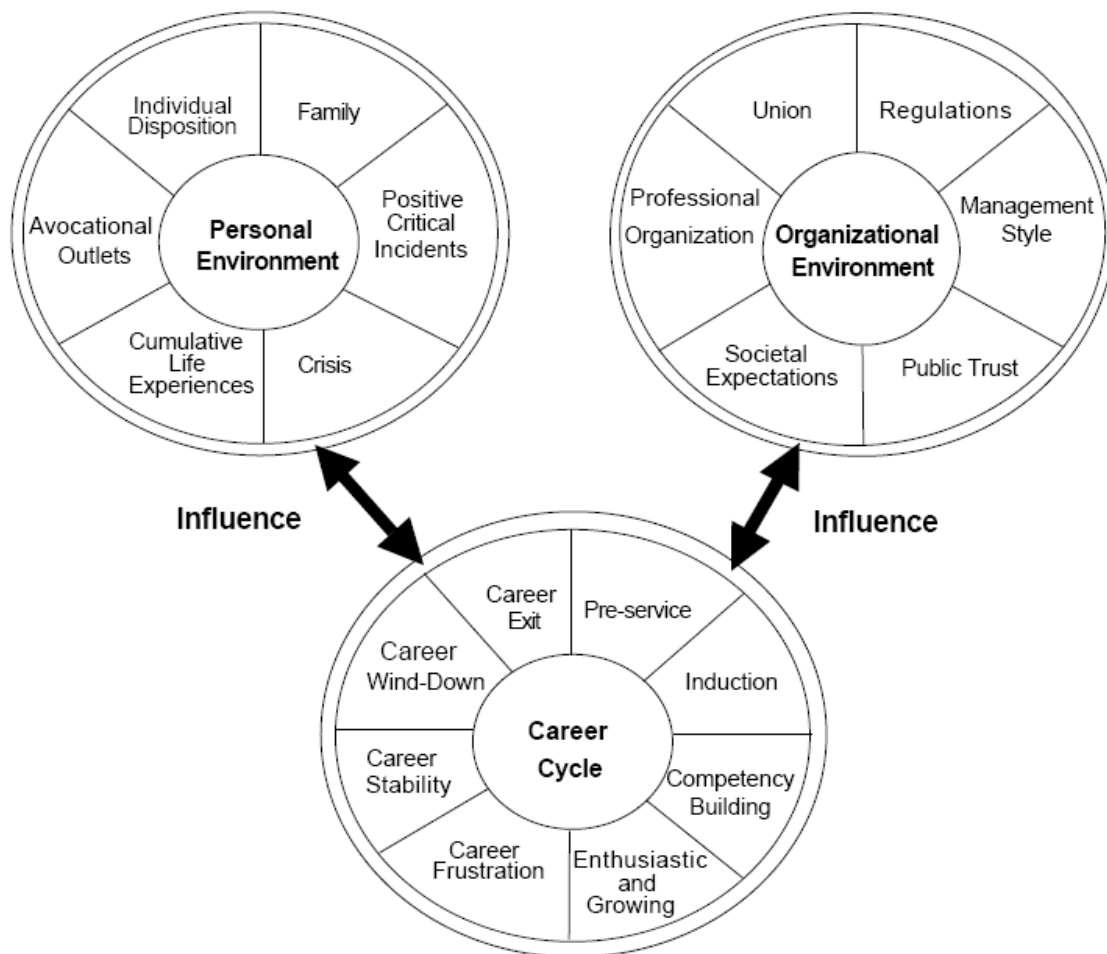 Individual
Disposition
Family
Positive
Critical
Incidents
Crisis
Cumulative
Life
Experiences
Avocational
Outlets
Personal
Environment
Union
Regulations
Management
Style
Public Trust
Societal
Expectations
Professional
Organization
Organizational
Environment
Influence
Influence
Career
Exit
Pre-service
Induction
Competency
Building
Enthusiastic
and
Growing
Career
Frustration
Career
Stability
Career
Wind-Down
Career
Cycle